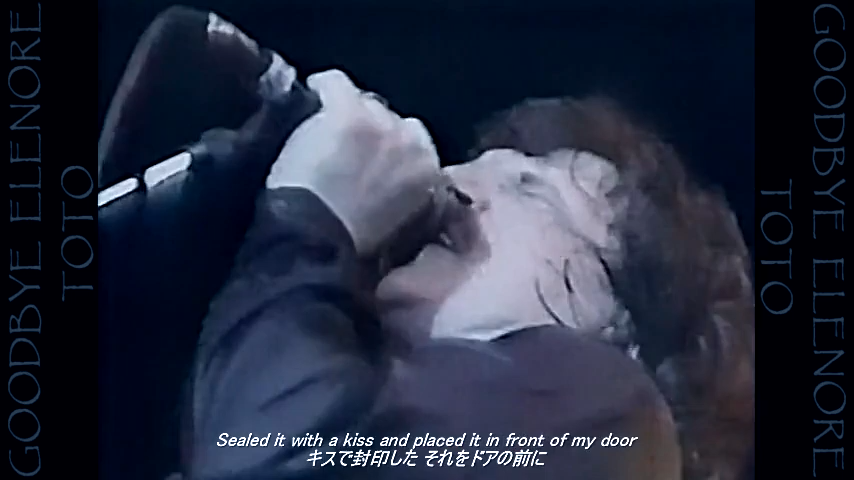 GOODBYE ELENORE
TOTO
Sealed it with a kiss and placed it in front of my door
キスで封印した それをドアの前に
TOTO
GOODBYE ELENORE